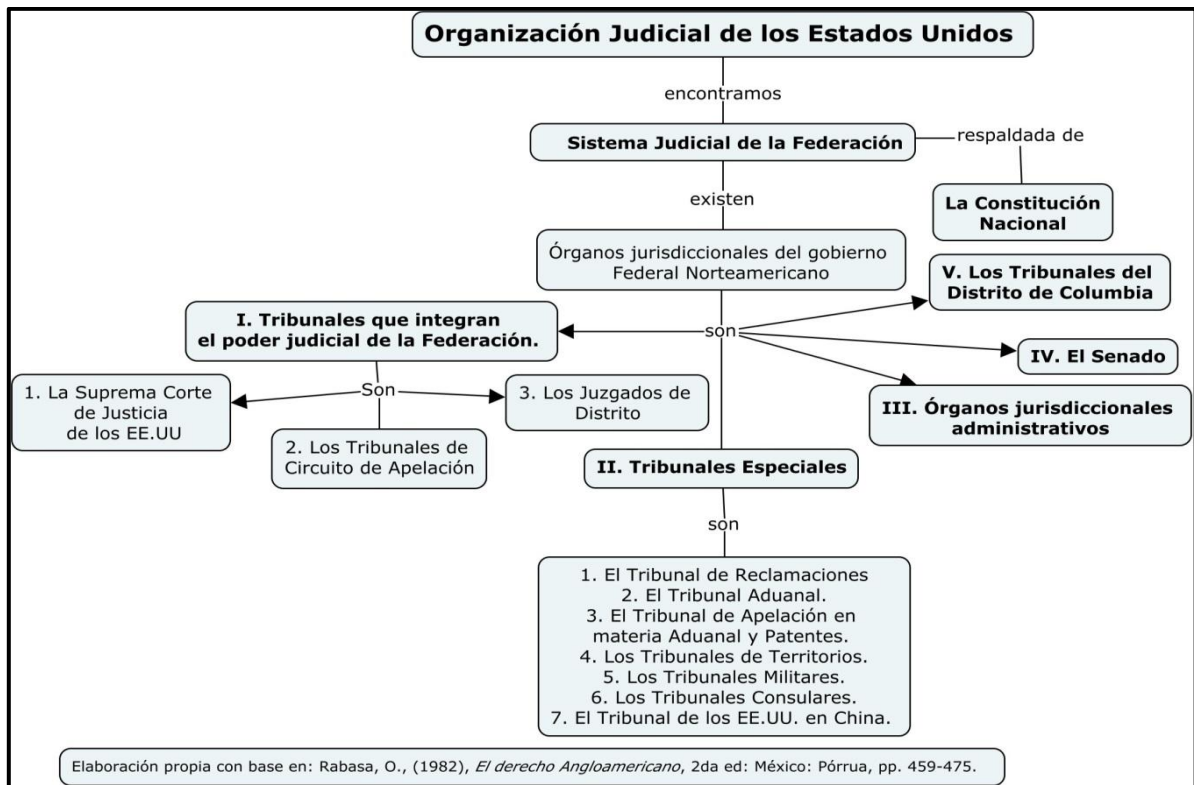 Organización Judicial de los Estados Unidos
encontramos
Sistema Judicial de la Federación
respaldada de
La Constitución
Nacional
existen
Órganos jurisdiccionales del gobierno
Federal Norteamericano
son
I. Tribunales que integran
el poder judicial de la Federación.
Son
1. La Suprema Corte
de Justicia
de los EE.UU
2. Los Tribunales de
Circuito de Apelación
3. Los Juzgados de
Distrito
V. Los Tribunales del
Distrito de Columbia
IV. El Senado
III. Órganos jurisdiccionales
administrativos
II. Tribunales Especiales
son
1. El Tribunal de Reclamaciones
2. El Tribunal Aduanal.
3. El Tribunal de Apelación en
materia Aduanal y Patentes.
4. Los Tribunales de Territorios.
5. Los Tribunales Militares.
6. Los Tribunales Consulares.
7. El Tribunal de los EE.UU. en China.
Elaboración propia con base en: Rabasa, O., (1982), El derecho Angloamericano, 2da ed: México: Pórrua, pp. 459-475.